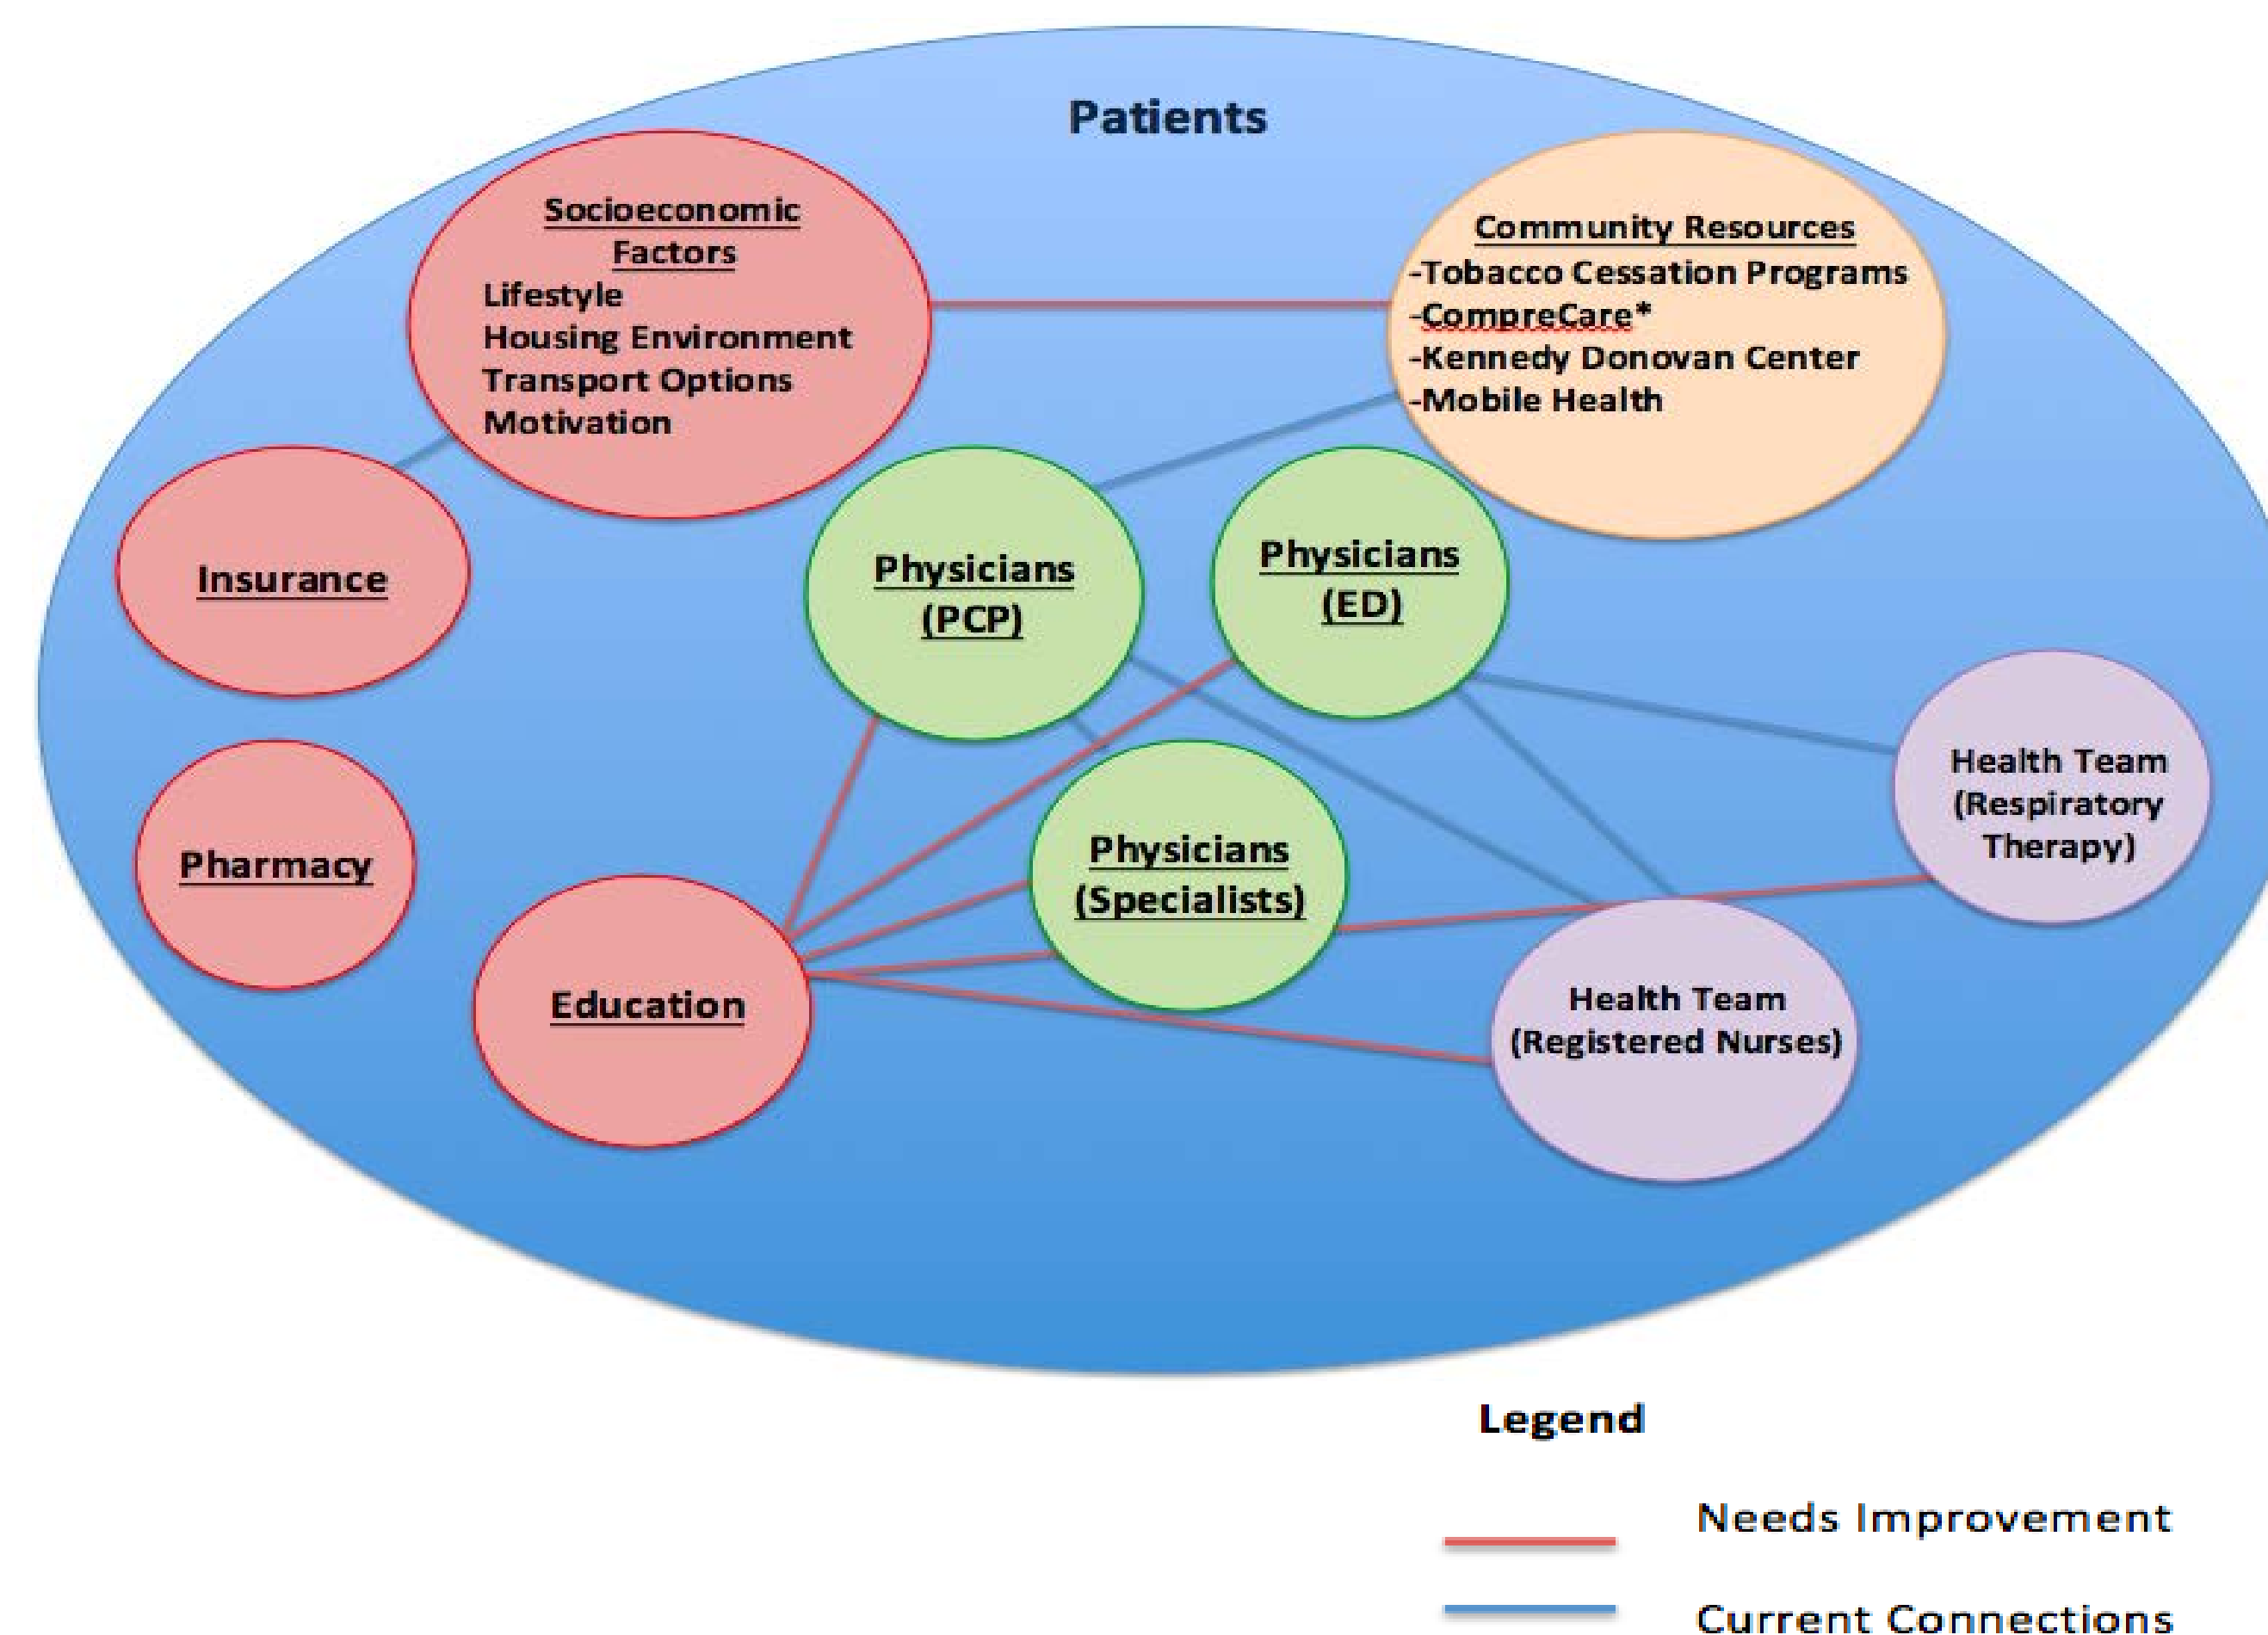 Patients
Socioeconomic
Factors
Lifestyle
Housing Environment
Transport Options
Motivation
Community Resources
-Tobacco Cessation Programs
-CompreCare*
-Kennedy Donovan Center
-Mobile Health
Insurance
Physicians
(PCP)
Physicians
(ED)
Pharmacy
Physicians
(Specialists)
Health Team
(Respiratory
Therapy)
Education
Health Team
(Registered Nurses)
Legend
Needs Improvement
Current Connections